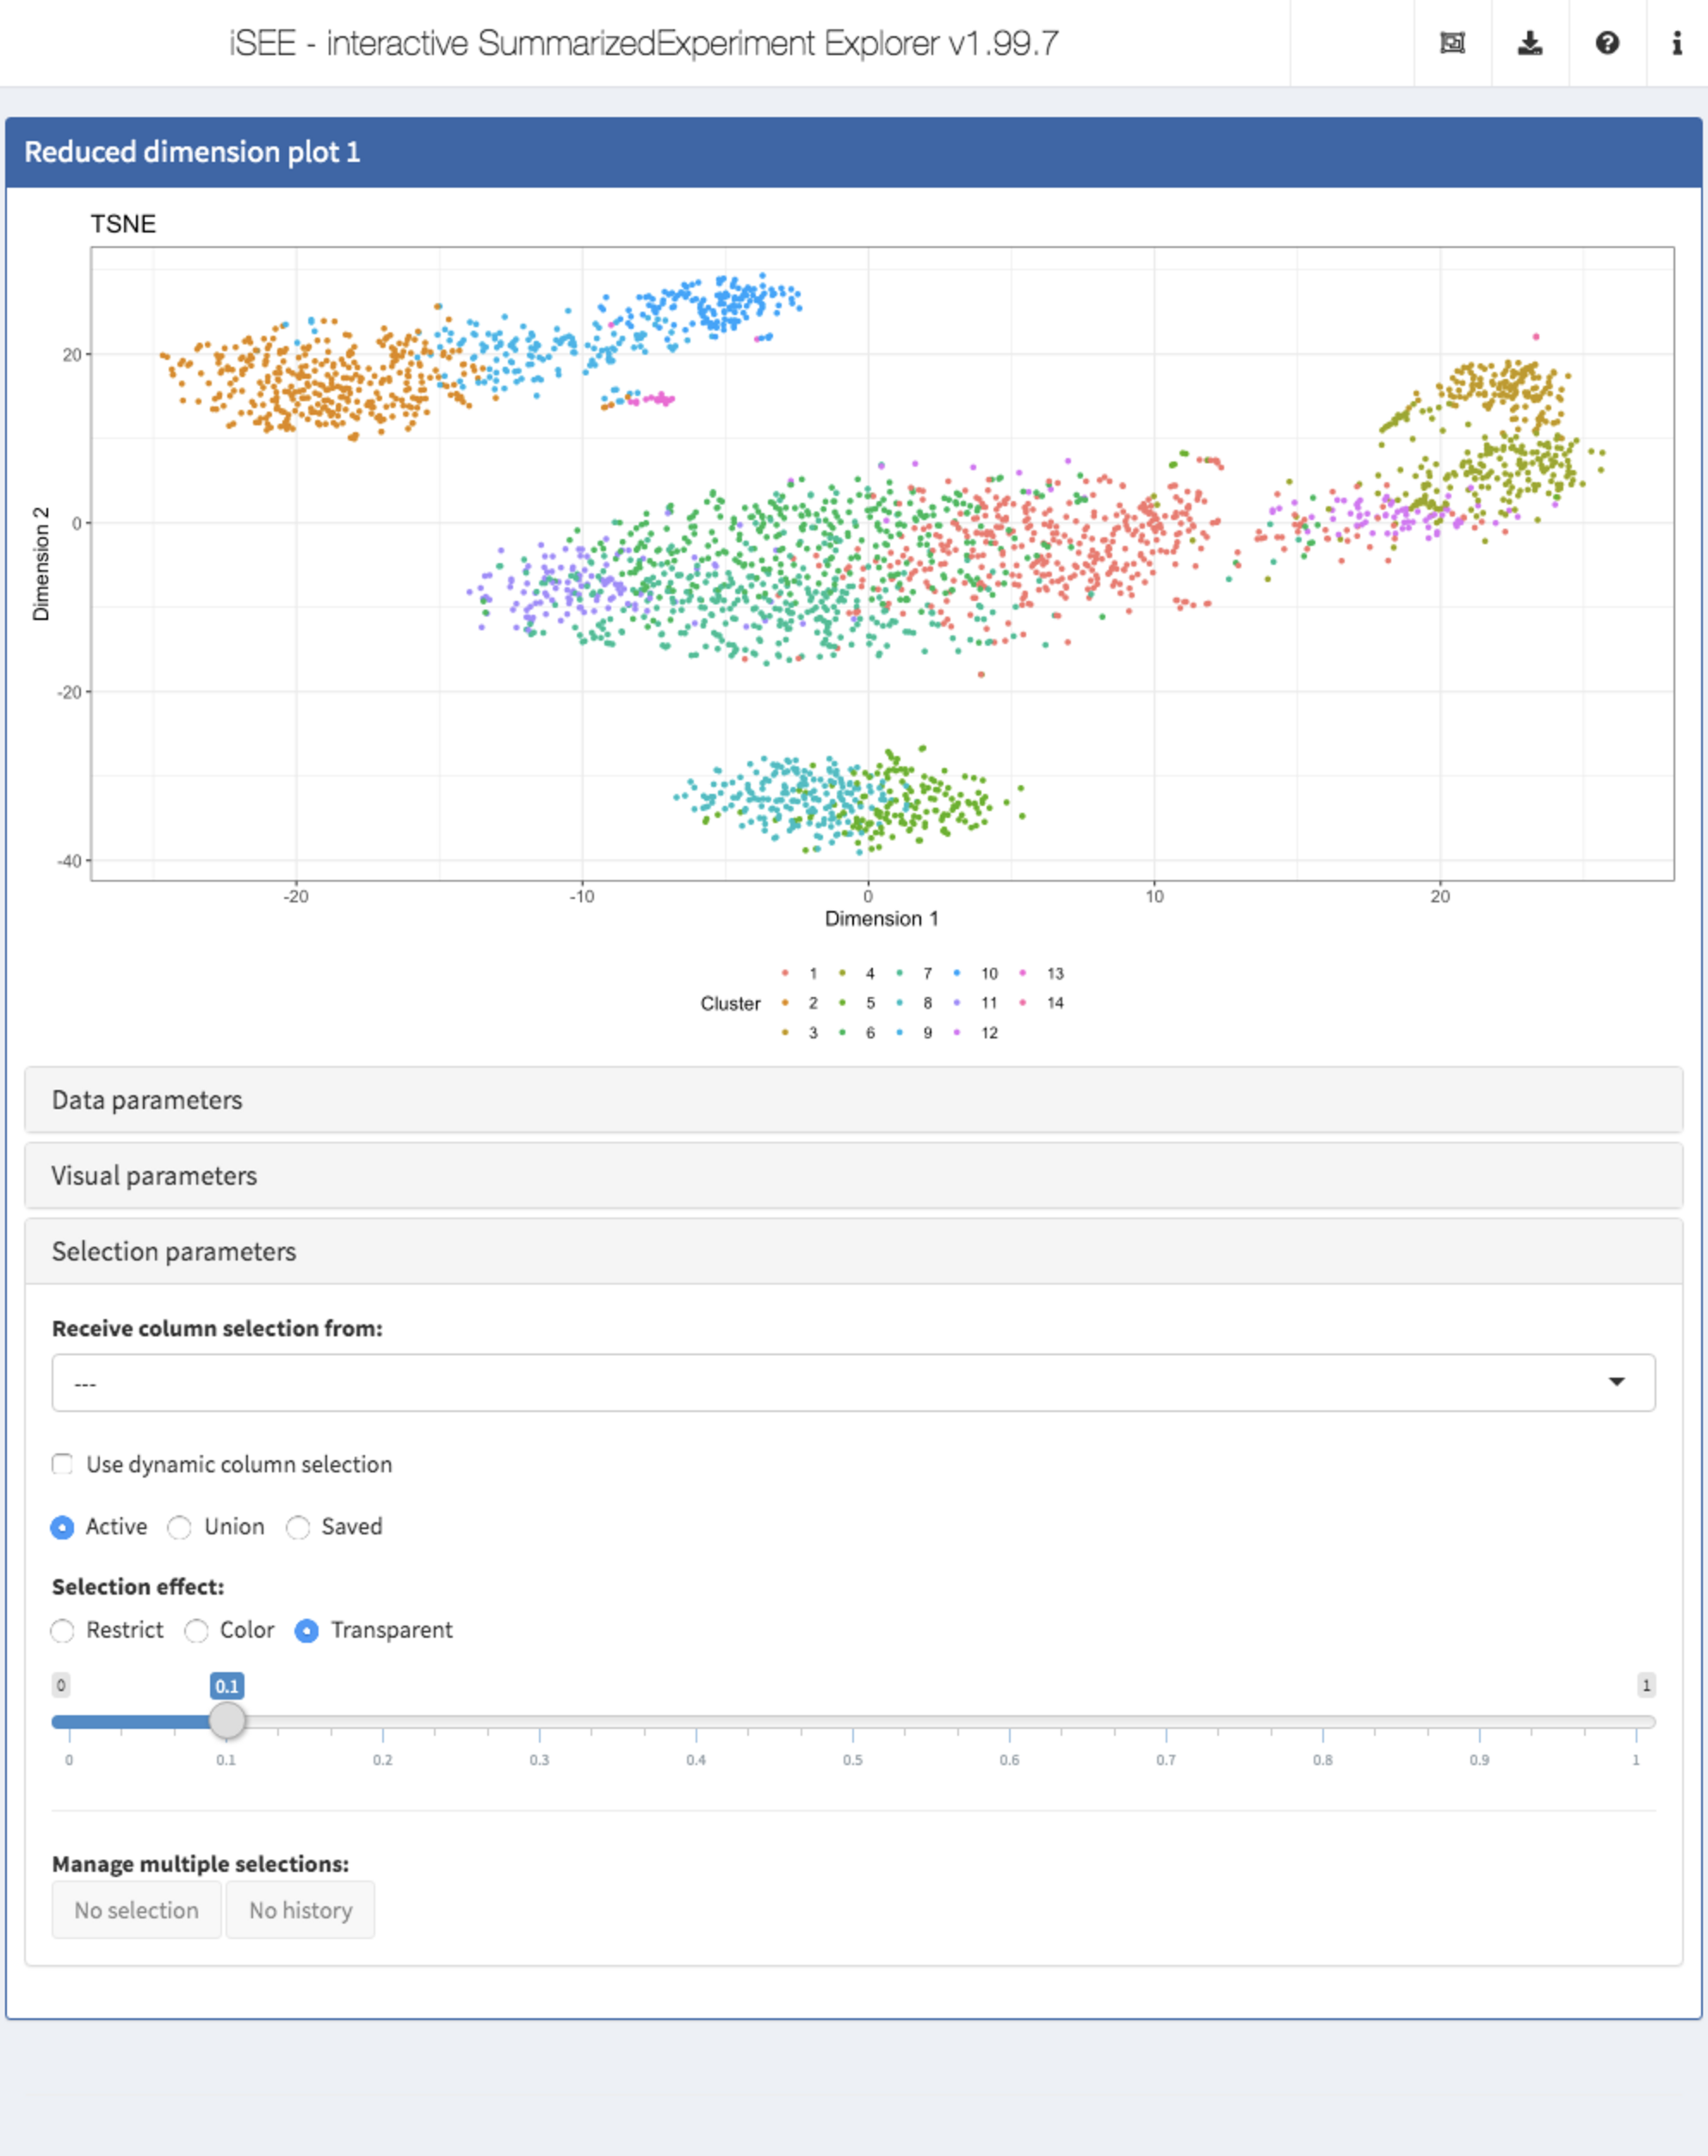 iSEE - interactive SummarizedExperiment Explorer v1.99.7
Reduced dimension plot 1
TSNE
20
0
-20
-40
Dimension 2
-20 -10 0 10 20
Dimension 1
1 4 7 10 13
Cluster 2 5 8 11 14
3 6 9 12
Data parameters
Visual parameters
Selection parameters
Receive column selection from:
---
Use dynamic column selection
Active Union Saved
Selection effect:
Restrict Color Transparent
0 0.1 1
0 0.1 0.2 0.3 0.4 0.5 0.6 0.7 0.8 0.9 1
Manage multiple selections:
No selection No history